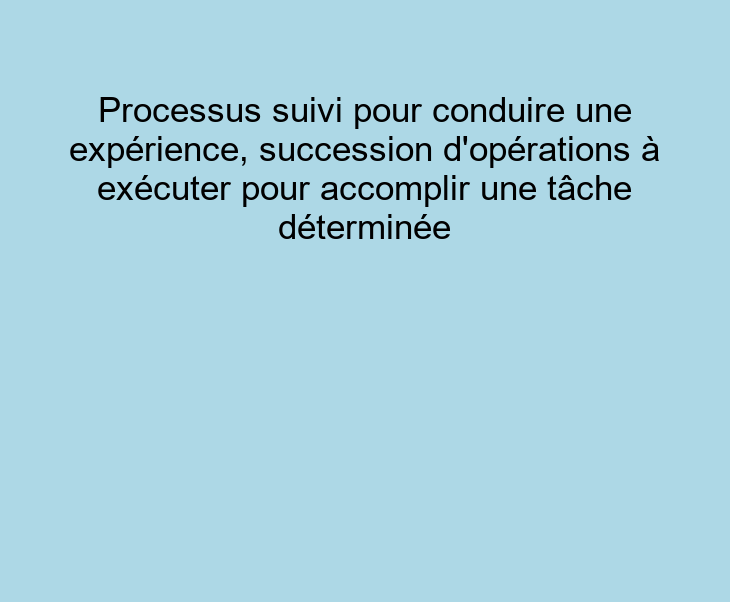 Processus suivi pour conduire une
expérience, succession d'opérations à
exécuter pour accomplir une tâche
déterminée